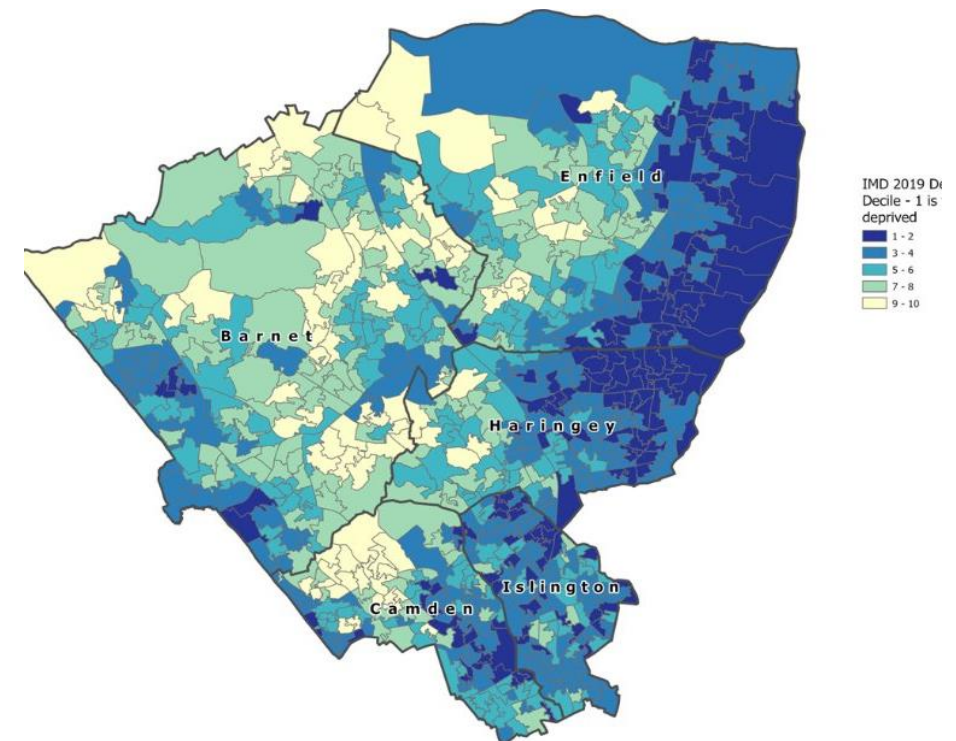 Enfield
Barnet
Haringey
Islington
Camden
IMD 2019 De
Decile - 1 is
deprived
1 - 2
3 - 4
5 - 6
7 - 8
9 - 10